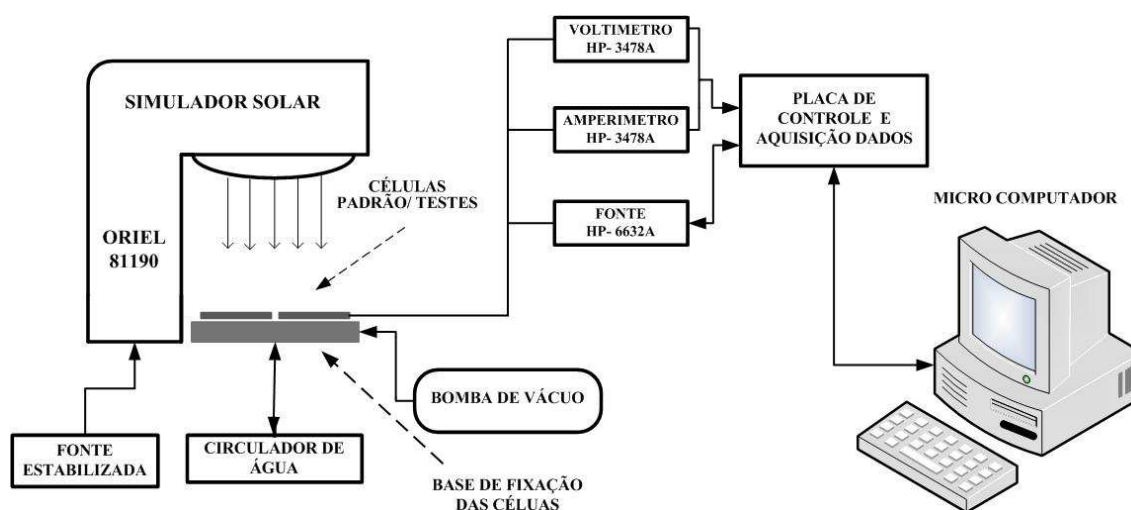 SIMULADOR SOLAR
ORIEL
81190
CÉLULAS
PADRÃO/ TESTES
VOLTIMETRO
HP- 3478A
AMPERIMETRO
HP- 3478A
FONTE
HP- 6632A
PLACA DE
CONTROLE E
AQUISIÇÃO DADOS
MICRO COMPUTADOR
BOMBA DE VÁCUO
FONTE
ESTABILIZADA
CIRCULADOR DE
ÁGUA
BASE DE FIXAÇÃO
DAS CÉLUAS